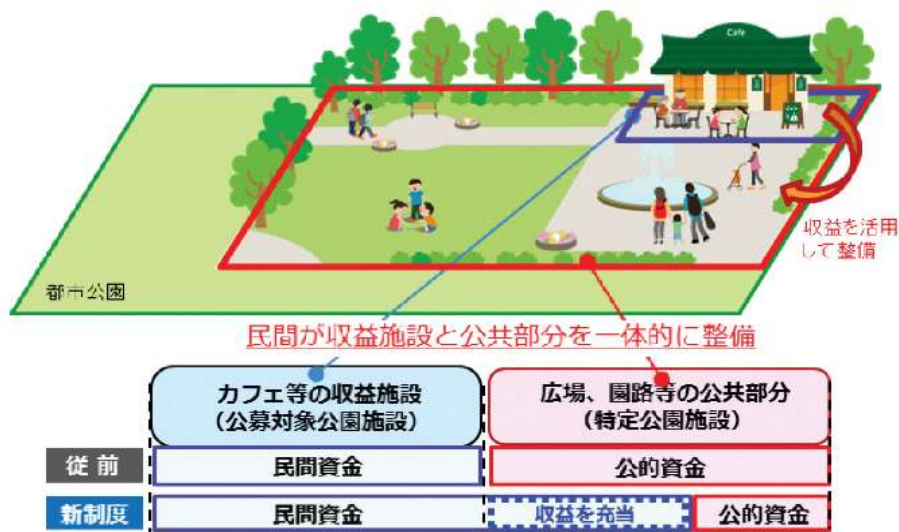 Cafe
収益を活用
して整備
都市公園
民間が収益施設と公共部分を一体的に整備
カフェ等の収益施設
（公募対象公園施設）
広場、園路等の公共部分
（特定公園施設）
従前
民間資金
公的資金
新制度
民間資金
収益を充当
公的資金